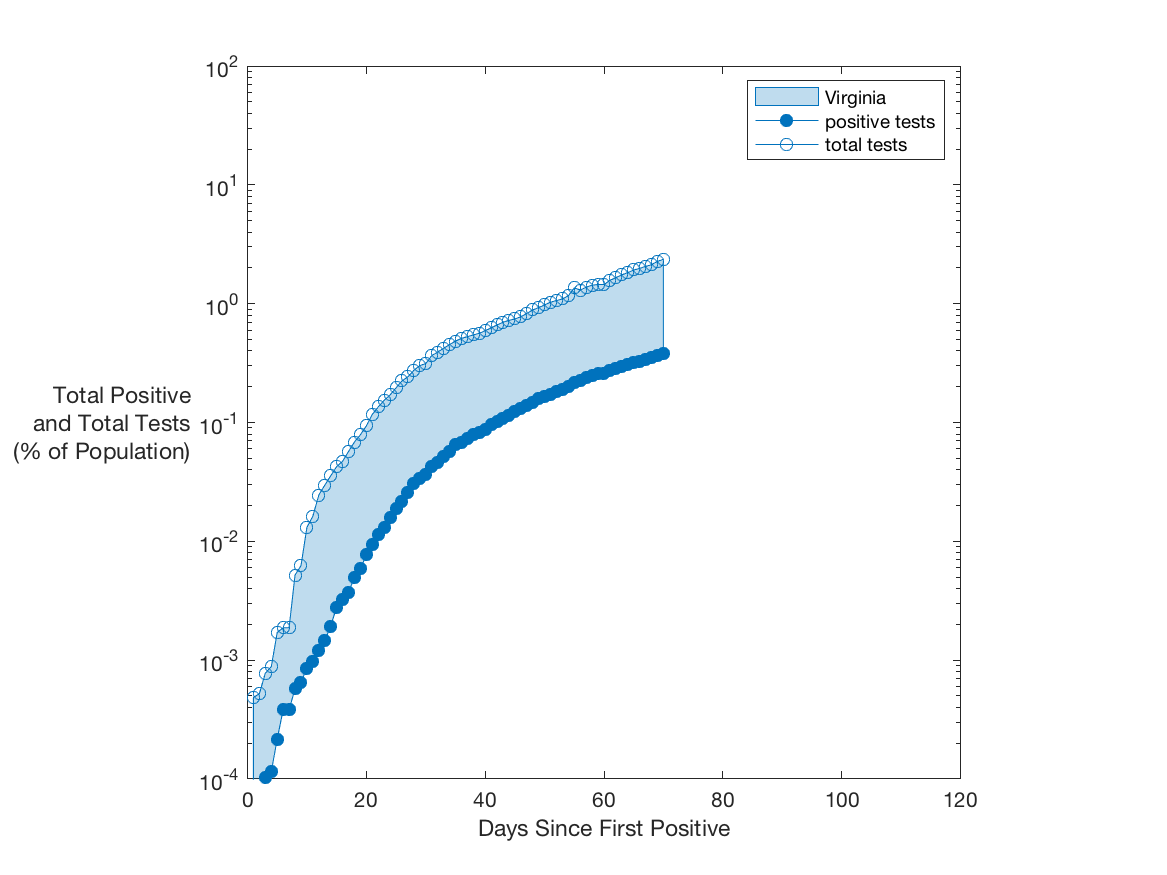 10^2
10^1
10^0
10^-1
10^-2
10^-3
10^-4
Total Positive
and Total Tests
(% of Population)
Virginia
positive tests
total tests
0 20 40 60 80 100 120
Days Since First Positive